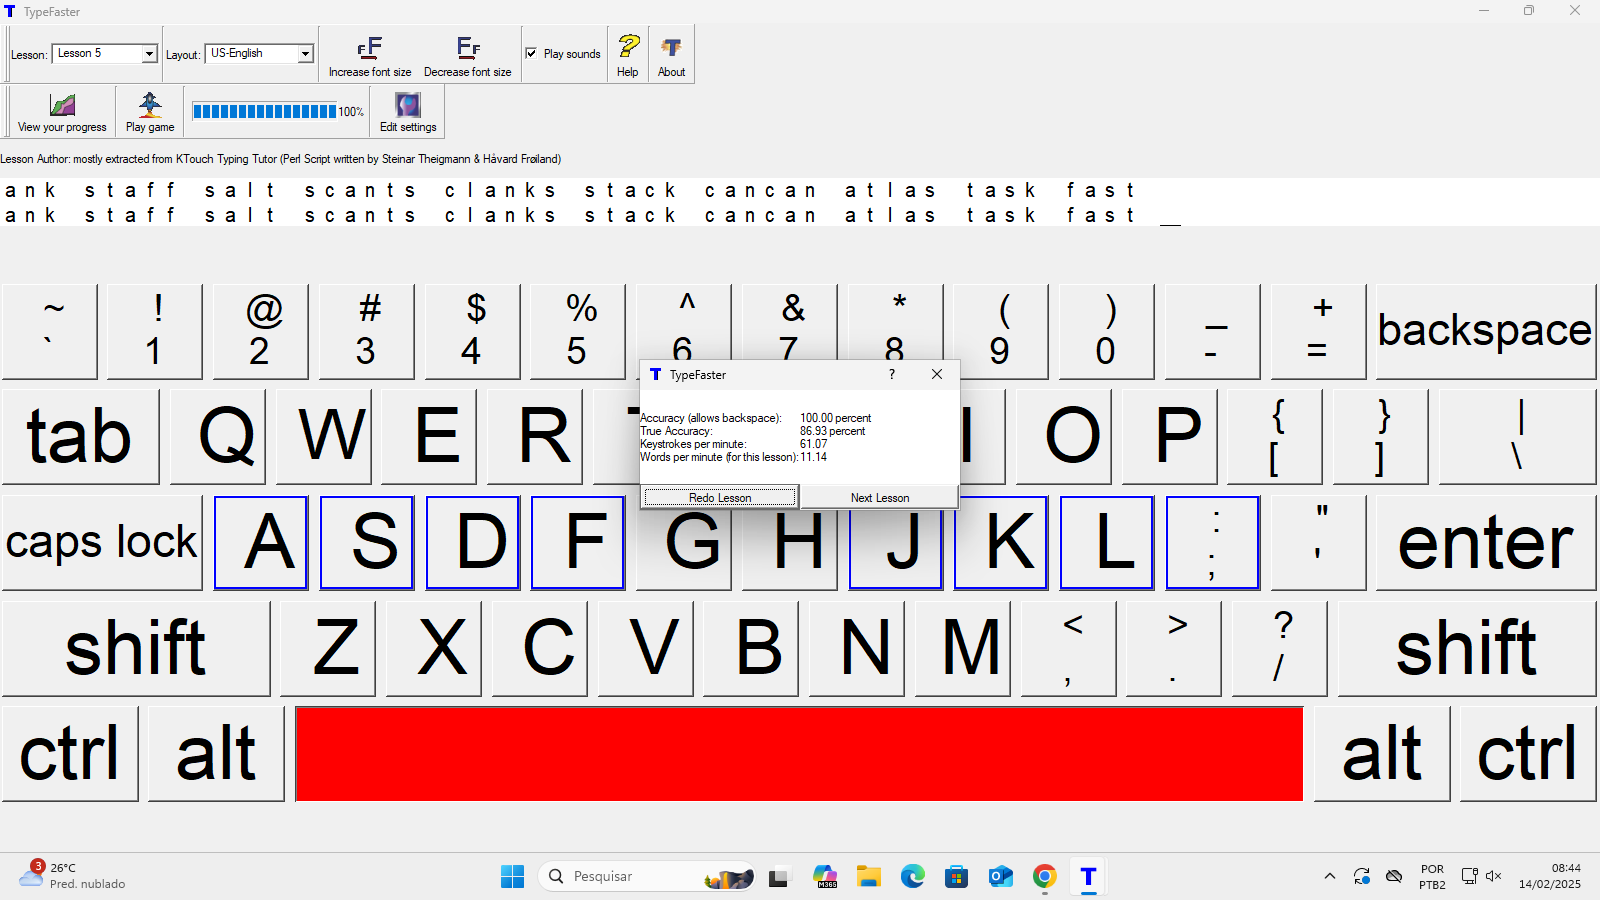 TypeFaster
Lesson: Lesson 5 Layout: US-English Increase font size Decrease font size Play sounds Help About
View your progress Play game 100% Edit settings
Lesson Author: mostly extracted from KTouch Typing Tutor (Perl Script written by Steinar Theigmann & Håvard Frøiland)
ank staff salt scants clanks stack cancan atlas task fast
ank staff salt scants clanks stack cancan atlas task fast _
~ ! @ # $ % ^ & * ( ) _ +
` 1 2 3 4 5 6 7 8 9 0 - = backspace
TypeFaster ?
Accuracy (allows backspace): 100.00 percent
True Accuracy: 86.93 percent
Keystrokes per minute: 61.07
Words per minute (for this lesson): 11.14
Redo Lesson Next Lesson
tab Q W E R I O P { [ } ] | \
caps lock A S D F G H J K L : ; " ' enter
shift Z X C V B N M < , > . ? / shift
ctrl alt alt ctrl
3 26°C
Pred. nublado
Pesquisar
M365
POR
PTB2
08:44
14/02/2025